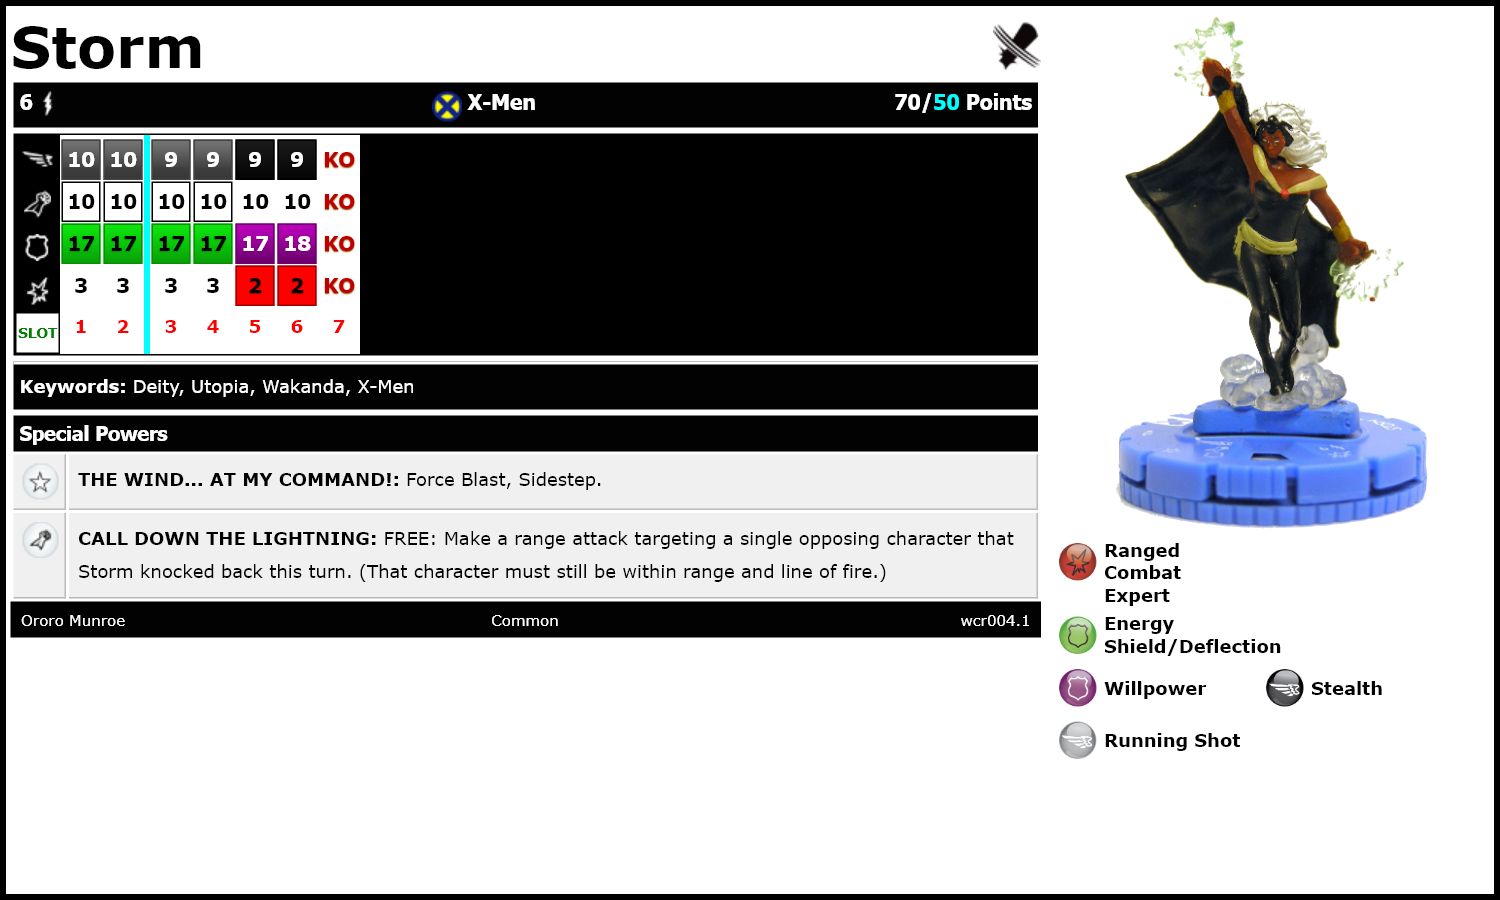 Storm
6 X-Men 70/50 Points
10 10 9 9 9 9 KO
10 10 10 10 10 10 KO
17 17 17 17 17 18 KO
3 3 3 3 2 2 KO
SLOT 1 2 3 4 5 6 7
Keywords: Deity, Utopia, Wakanda, X-Men
Special Powers
THE WIND... AT MY COMMAND!: Force Blast, Sidestep.
CALL DOWN THE LIGHTNING: FREE: Make a range attack targeting a single opposing character that
Storm knocked back this turn. (That character must still be within range and line of fire.)
Ororo Munroe Common wcr004.1
Ranged
Combat
Expert
Energy
Shield/Deflection
Willpower Stealth
Running Shot